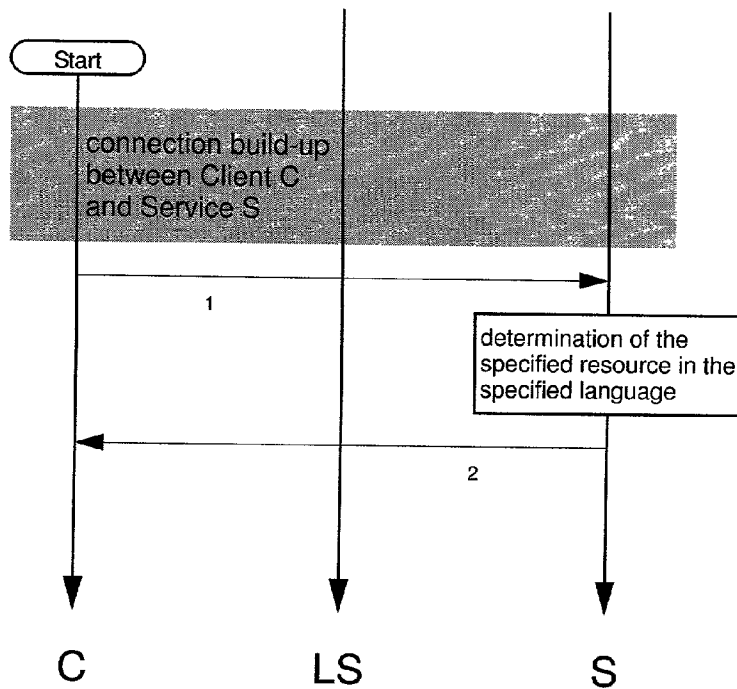 Start
connection build-up
between Client C
and Service S
1
determination of the
specified resource in the
specified language
2
C
LS
S